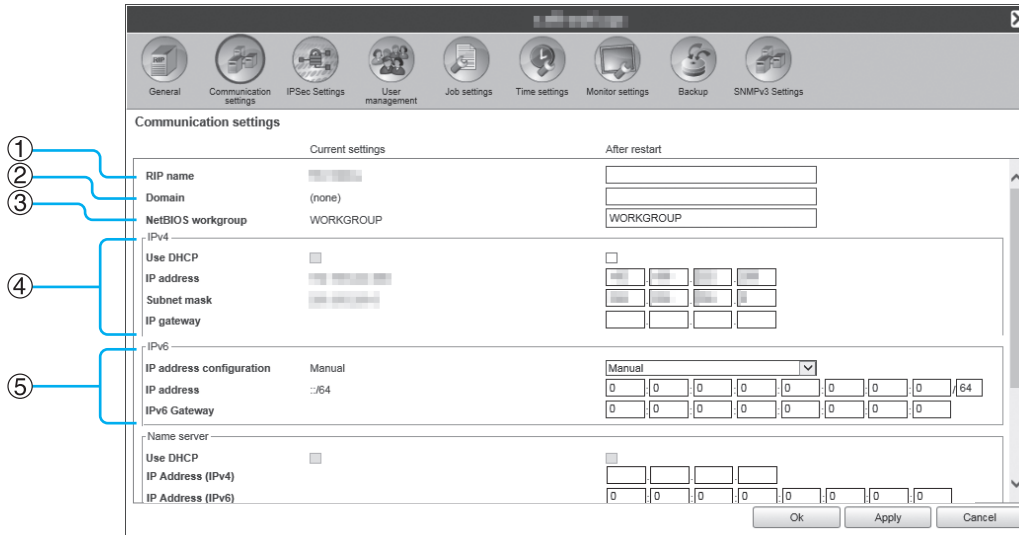 General
Communication settings
IPSec Settings
User management
Job settings
Time settings
Monitor settings
Backup
SNMPv3 Settings
Communication settings
Current settings After restart
① RIP name
② Domain (none)
③ NetBIOS workgroup WORKGROUP WORKGROUP
④ IPv4
Use DHCP
IP address
Subnet mask
IP gateway
⑤ IPv6
IP address configuration Manual Manual
IP address ::/64 0 : 0 : 0 : 0 : 0 : 0 : 0 : 0 / 64
IPv6 Gateway 0 : 0 : 0 : 0 : 0 : 0 : 0 : 0
Name server
Use DHCP
IP Address (IPv4)
IP Address (IPv6) 0 : 0 : 0 : 0 : 0 : 0 : 0 : 0
Ok Apply Cancel